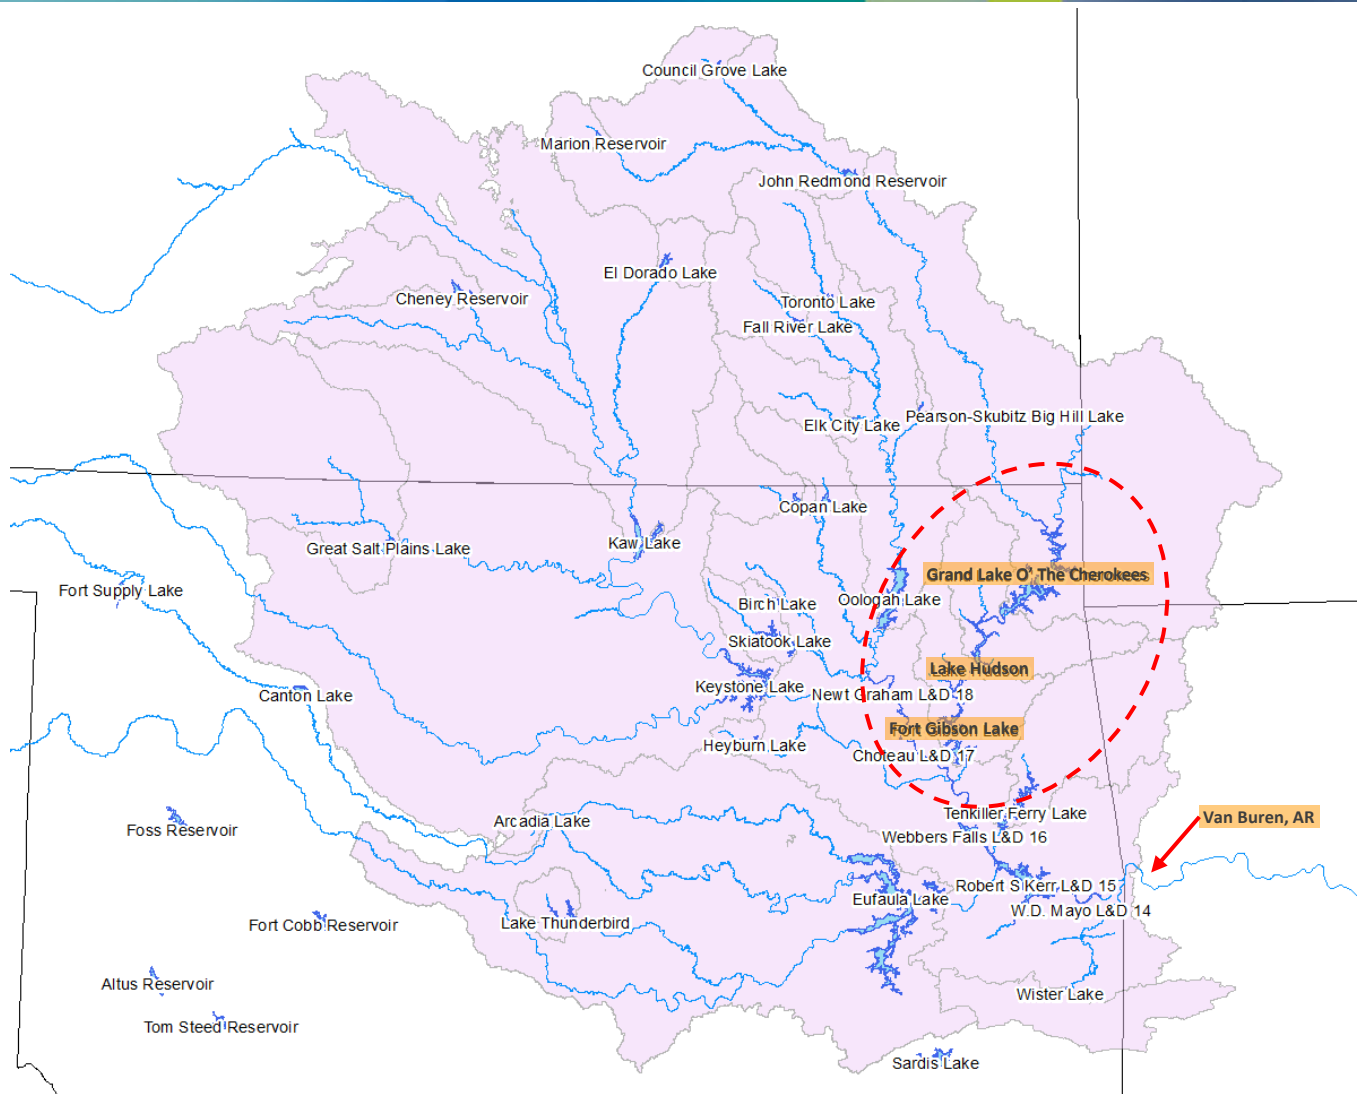 Council Grove Lake
Marion Reservoir
John Redmond Reservoir
El Dorado Lake
Cheney Reservoir
Toronto Lake
Fall River Lake
Pearson-Skubitz Big Hill Lake
Elk City Lake
Copan Lake
Kaw Lake
Great Salt Plains Lake
Grand Lake O' The Cherokees
Fort Supply Lake
Birch Lake
Oologah Lake
Skiatook Lake
Lake Hudson
Keystone Lake
Newt Graham L&D 18
Canton Lake
Fort Gibson Lake
Heyburn Lake
Choteau L&D 17
Tenkiller Ferry Lake
Van Buren, AR
Arcadia Lake
Foss Reservoir
Webbers Falls L&D 16
Robert S Kerr L&D 15
Eufaula Lake
W.D. Mayo L&D 14
Lake Thunderbird
Fort Cobb Reservoir
Altus Reservoir
Wister Lake
Tom Steed Reservoir
Sardis Lake